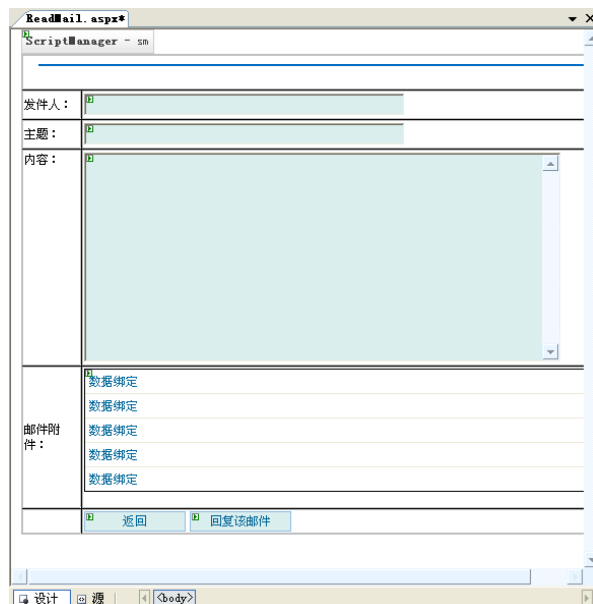 ReadMail.aspx*
ScriptManager - sm
发件人：
主题：
内容：
邮件附件：
数据绑定
数据绑定
数据绑定
数据绑定
数据绑定
返回 回复该邮件
设计 源 <body>